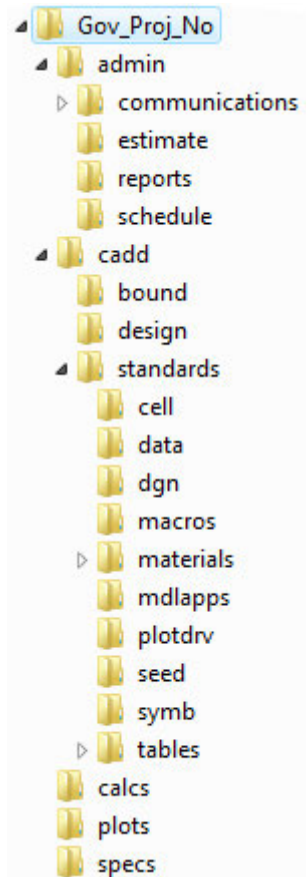 Gov_Proj_No
admin
communications
estimate
reports
schedule
cadd
bound
design
standards
cell
data
dgn
macros
materials
mdlapps
plotdrv
seed
symb
tables
calcs
plots
specs